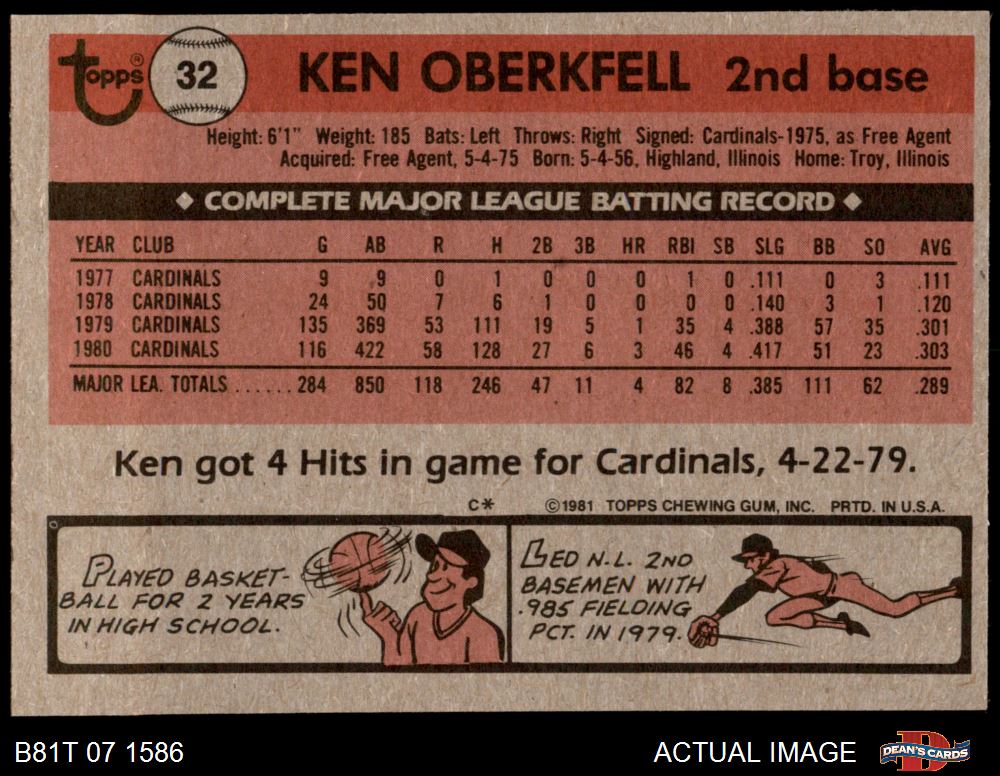 topps® 32 KEN OBERKFELL 2nd base
Height: 6'1" Weight: 185 Bats: Left Throws: Right Signed: Cardinals-1975, as Free Agent
Acquired: Free Agent, 5-4-75 Born: 5-4-56, Highland, Illinois Home: Troy, Illinois
◆ COMPLETE MAJOR LEAGUE BATTING RECORD ◆
YEAR CLUB G AB R H 2B 3B HR RBI SB SLG BB SO AVG
1977 CARDINALS 9 9 0 1 0 0 0 1 0 .111 0 3 .111
1978 CARDINALS 24 50 7 6 1 0 0 0 0 .140 3 1 .120
1979 CARDINALS 135 369 53 111 19 5 1 35 4 .388 57 35 .301
1980 CARDINALS 116 422 58 128 27 6 3 46 4 .417 51 23 .303
MAJOR LEA. TOTALS ...... 284 850 118 246 47 11 4 82 8 .385 111 62 .289
Ken got 4 Hits in game for Cardinals, 4-22-79.
C* ©1981 TOPPS CHEWING GUM, INC. PRTD. IN U.S.A.
PLAYED BASKET-
BALL FOR 2 YEARS
IN HIGH SCHOOL.
LED N.L. 2ND
BASEMEN WITH
.985 FIELDING
PCT. IN 1979.
B81T 07 1586 ACTUAL IMAGE DEAN'S CARDS